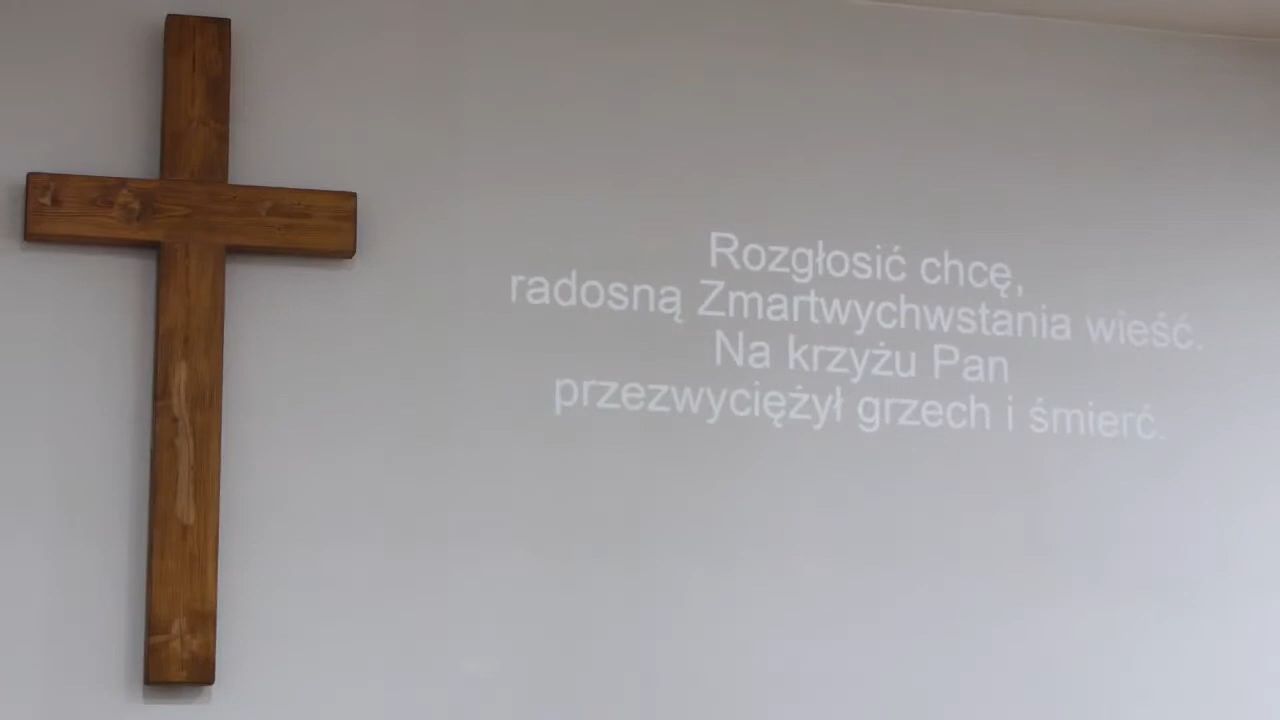 Rozgłosić chcę,
radosną Zmartwychwstania wieść.
Na krzyżu Pan
przezwyciężył grzech i śmierć.